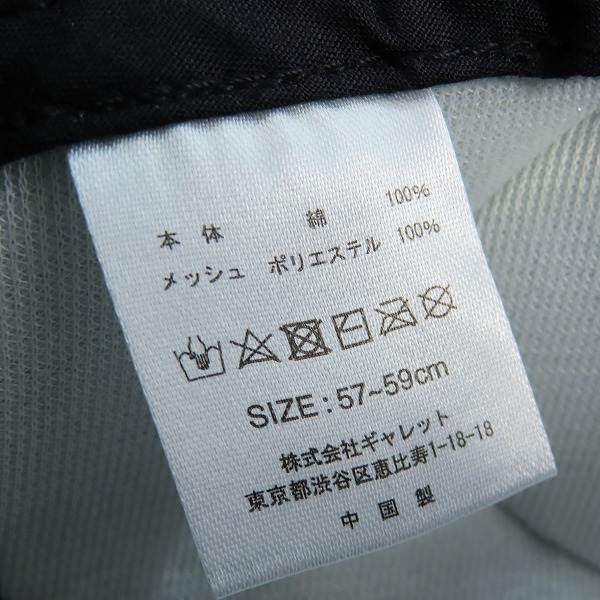 本体 綿 100%
メッシュ ポリエステル 100%
SIZE : 57~59cm
株式会社ギャレット
東京都渋谷区恵比寿1-18-18
中国製